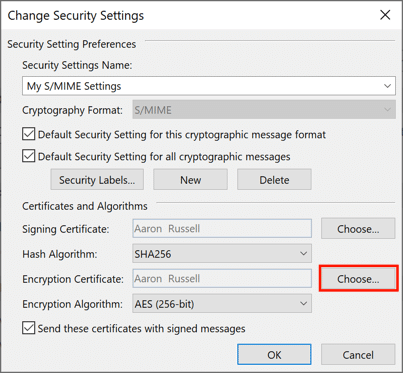 Change Security Settings
Security Setting Preferences
Security Settings Name:
My S/MIME Settings
Cryptography Format: S/MIME
Default Security Setting for this cryptographic message format
Default Security Setting for all cryptographic messages
Security Labels... New Delete
Certificates and Algorithms
Signing Certificate: Aaron Russell Choose...
Hash Algorithm: SHA256
Encryption Certificate: Aaron Russell Choose...
Encryption Algorithm: AES (256-bit)
Send these certificates with signed messages
OK Cancel